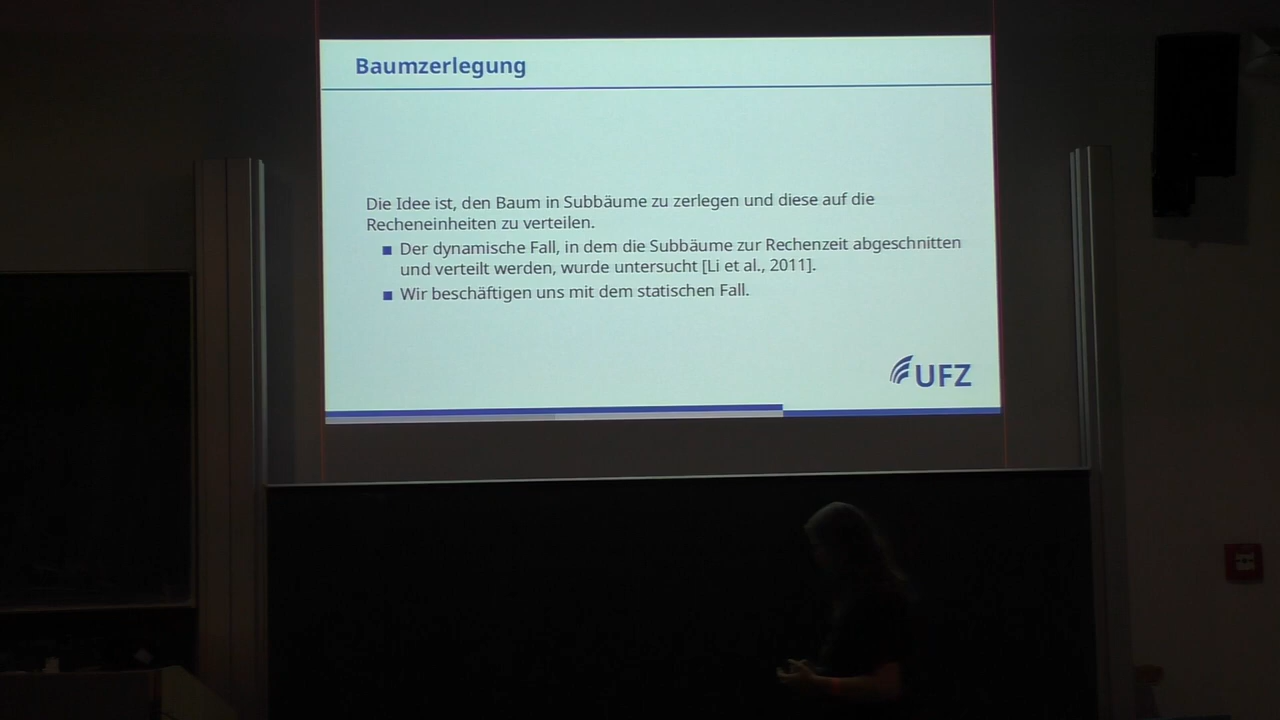 Baumzerlegung
Die Idee ist, den Baum in Subbäume zu zerlegen und diese auf die
Recheneinheiten zu verteilen.
Der dynamische Fall, in dem die Subbäume zur Rechenzeit abgeschnitten
und verteilt werden, wurde untersucht [Li et al., 2011].
Wir beschäftigen uns mit dem statischen Fall.
UFZ